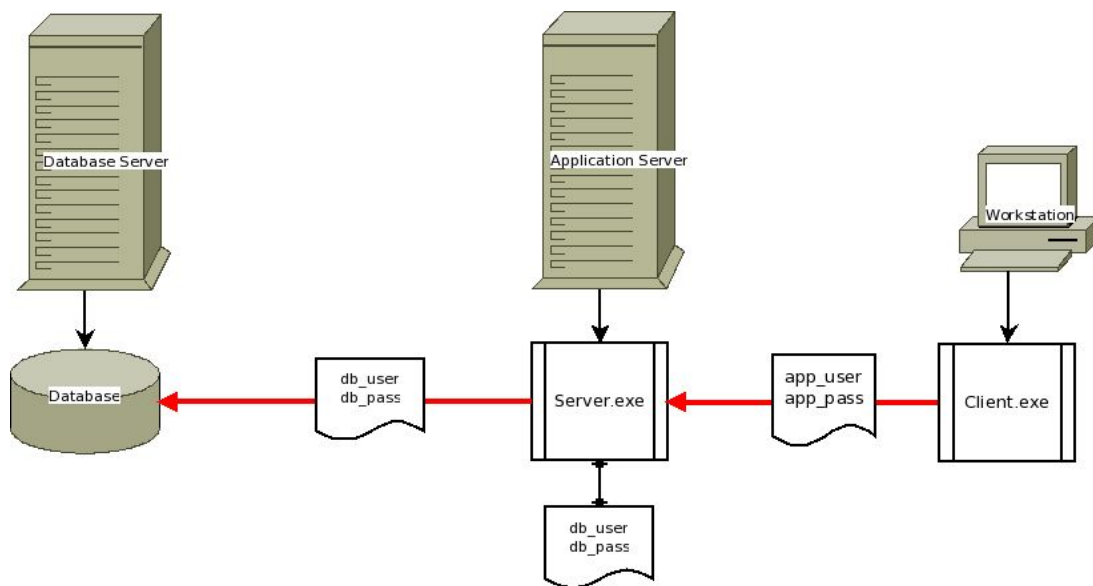 Database Server
Application Server
Workstation
Database
db_user
db_pass
Server.exe
app_user
app_pass
Client.exe
db_user
db_pass